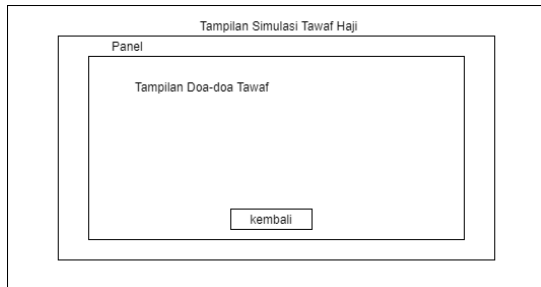 Tampilan Simulasi Tawaf Haji
Panel
Tampilan Doa-doa Tawaf
kembali